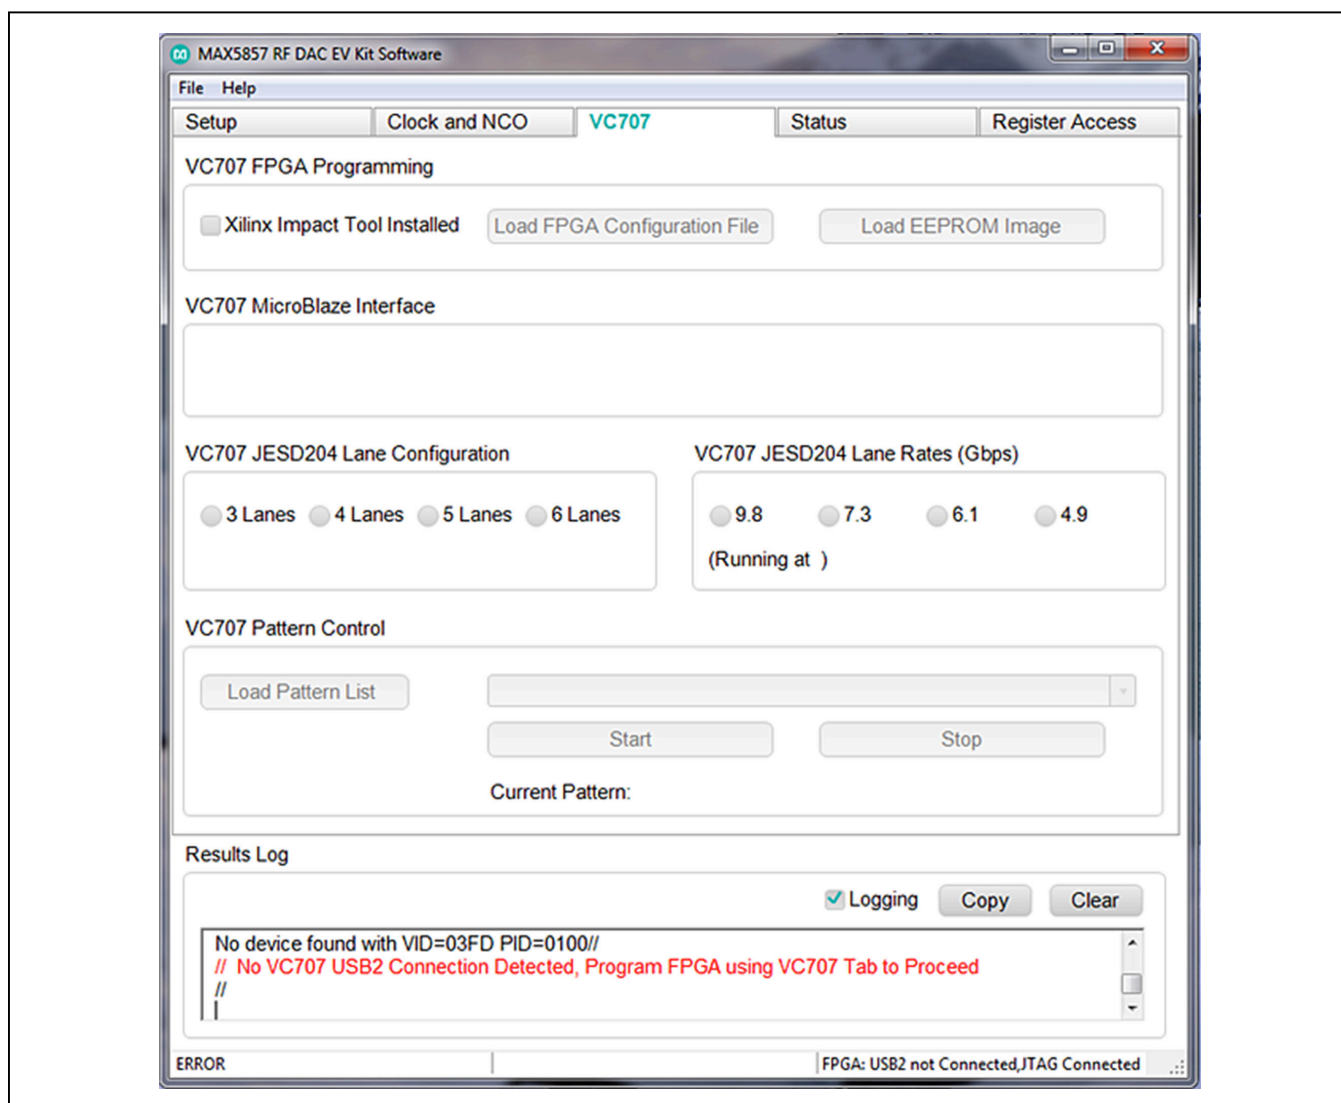 MAX5857 RF DAC EV Kit Software
File Help
Setup Clock and NCO VC707 Status Register Access
VC707 FPGA Programming
Xilinx Impact Tool Installed Load FPGA Configuration File Load EEPROM Image
VC707 MicroBlaze Interface
VC707 JESD204 Lane Configuration VC707 JESD204 Lane Rates (Gbps)
3 Lanes 4 Lanes 5 Lanes 6 Lanes 9.8 7.3 6.1 4.9
(Running at )
VC707 Pattern Control
Load Pattern List
Start Stop
Current Pattern:
Results Log
Logging Copy Clear
No device found with VID=03FD PID=0100//
// No VC707 USB2 Connection Detected, Program FPGA using VC707 Tab to Proceed
//
ERROR FPGA: USB2 not Connected,JTAG Connected